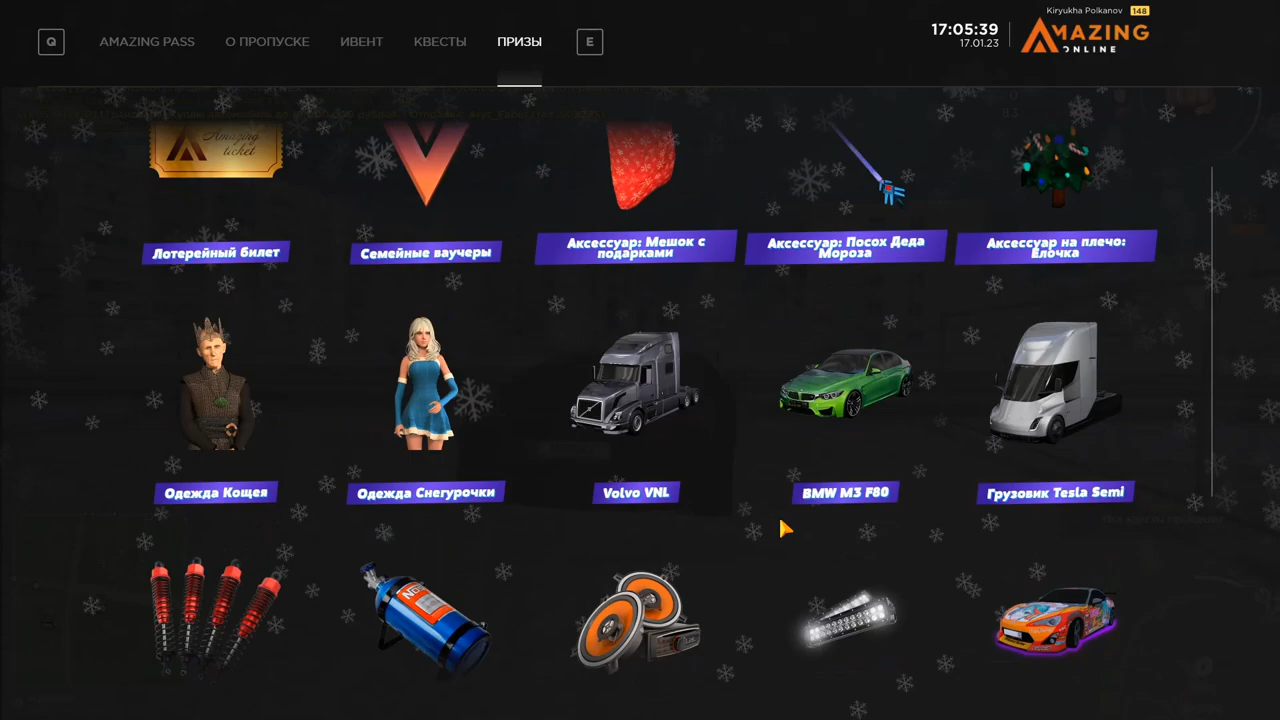 Kiryukha Polkanov 148
Q AMAZING PASS О ПРОПУСКЕ ИВЕНТ КВЕСТЫ ПРИЗЫ E
17:05:39
17.01.23
AMAZING
ONLINE
Amazing
ticket
Лотерейный билет
Семейные ваучеры
Аксессуар: Мешок с
подарками
Аксессуар: Посох Деда
Мороза
Аксессуар на плечо:
Ёлочка
Одежда Кощея
Одежда Снегурочки
Volvo VNL
BMW M3 F80
Грузовик Tesla Semi
NOS